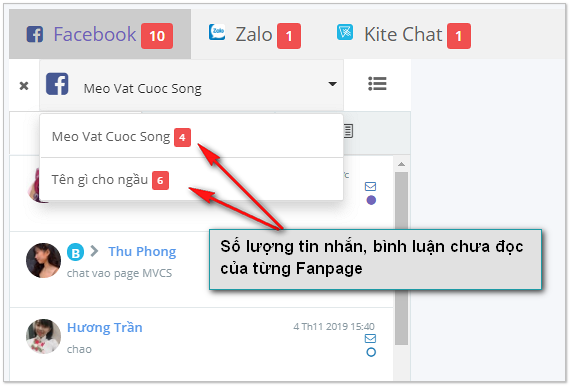 Facebook 10 Zalo 1 Kite Chat 1
Meo Vat Cuoc Song
Meo Vat Cuoc Song 4
Tên gì cho ngầu 6
Số lượng tin nhắn, bình luận chưa đọc
của từng Fanpage
B Thu Phong
chat vao page MVCS
Hương Trần 4 Th11 2019 15:40
chao